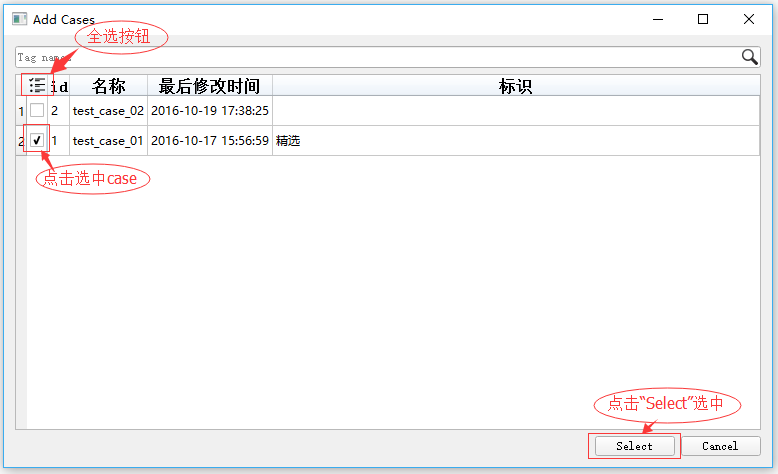 Add Cases
全选按钮
Tag name
id 名称 最后修改时间 标识
1 2 test_case_02 2016-10-19 17:38:25
2 1 test_case_01 2016-10-17 15:56:59 精选
点击选中case
点击“Select”选中
Select Cancel